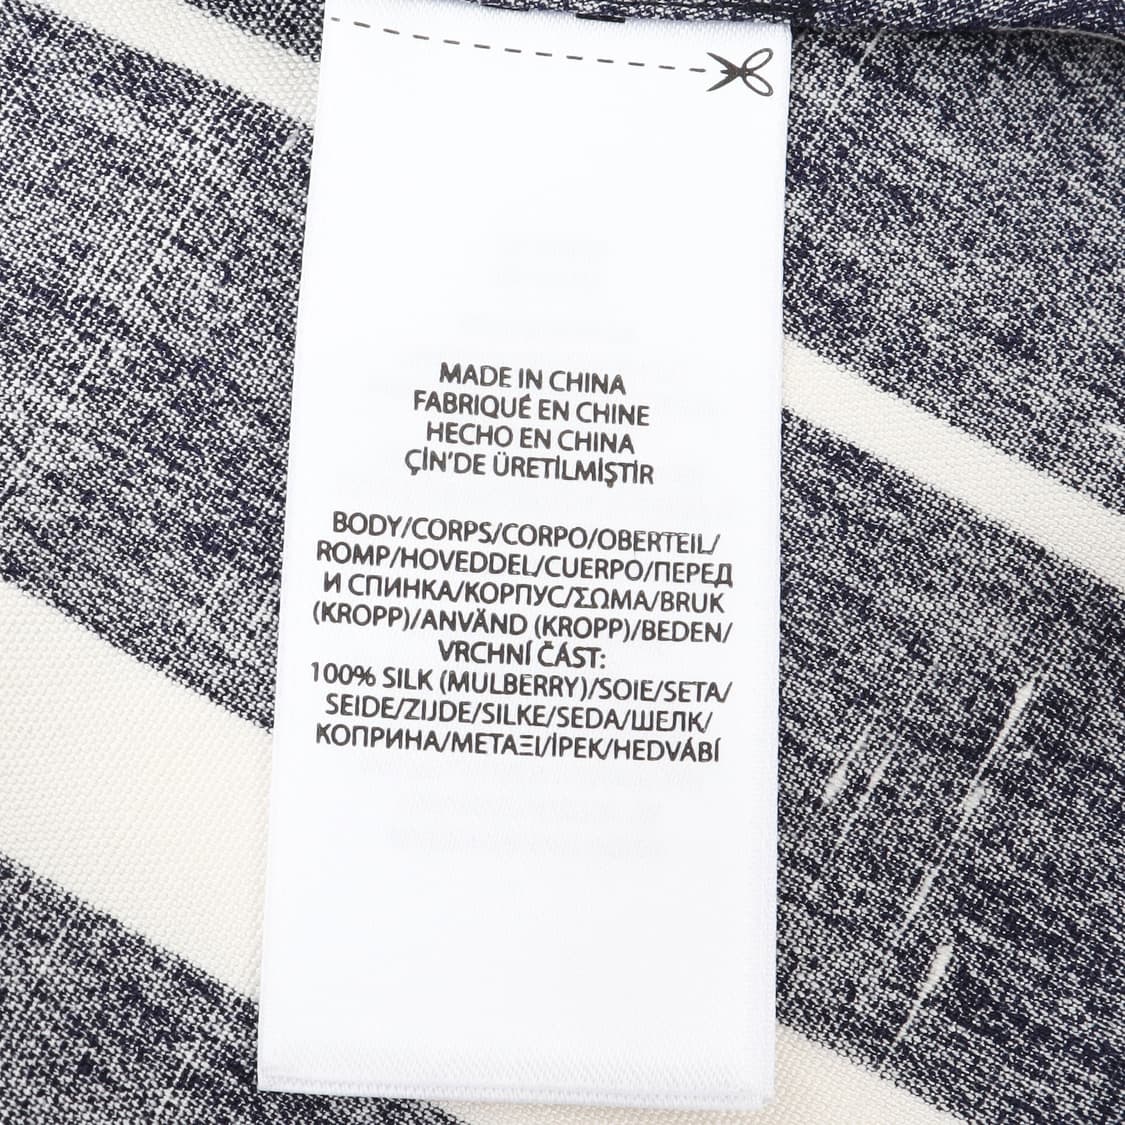 MADE IN CHINA
FABRIQUÉ EN CHINE
HECHO EN CHINA
ÇİN'DE ÜRETİLMİŞTİR
BODY/CORPS/CORPO/OBERTEIL/
ROMP/HOVEDDEL/CUERPO/ПЕРЕД
И СПИНКА/КОРПУС/ΣΩΜΑ/BRUK
(KROPP)/ANVÄND (KROPP)/BEDEN/
VRCHNÍ ČÁST:
100% SILK (MULBERRY)/SOIE/SETA/
SEIDE/ZIJDE/SILKE/SEDA/ШЕЛК/
КОПРИНА/ΜΕΤΑΞΙ/İPEK/HEDVÁBÍ